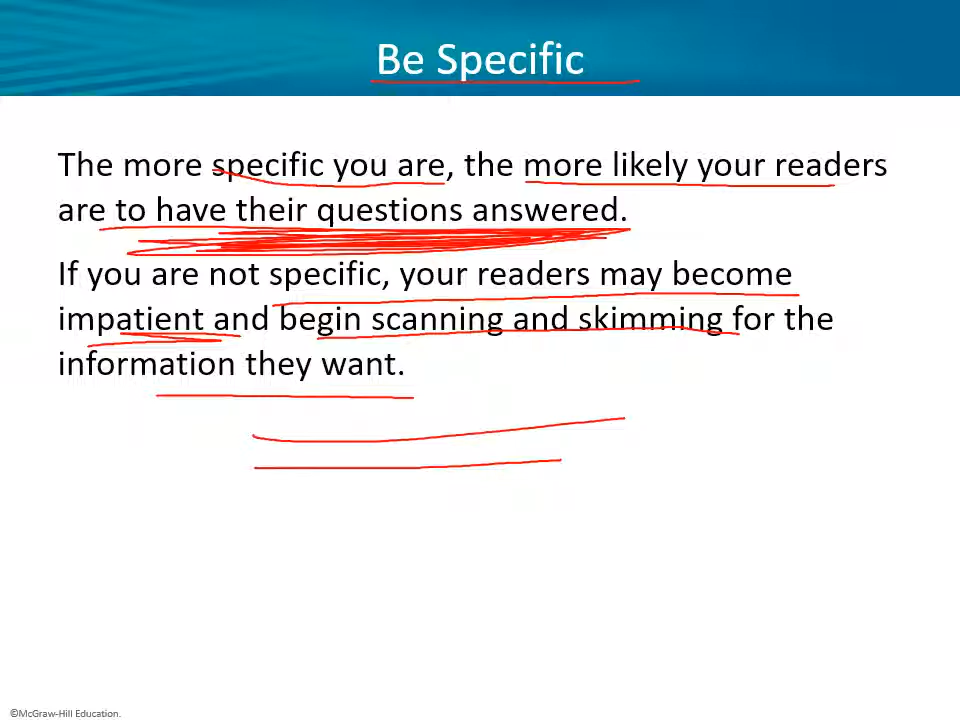 Be Specific
The more specific you are, the more likely your readers
are to have their questions answered.
If you are not specific, your readers may become
impatient and begin scanning and skimming for the
information they want.
©McGraw-Hill Education.